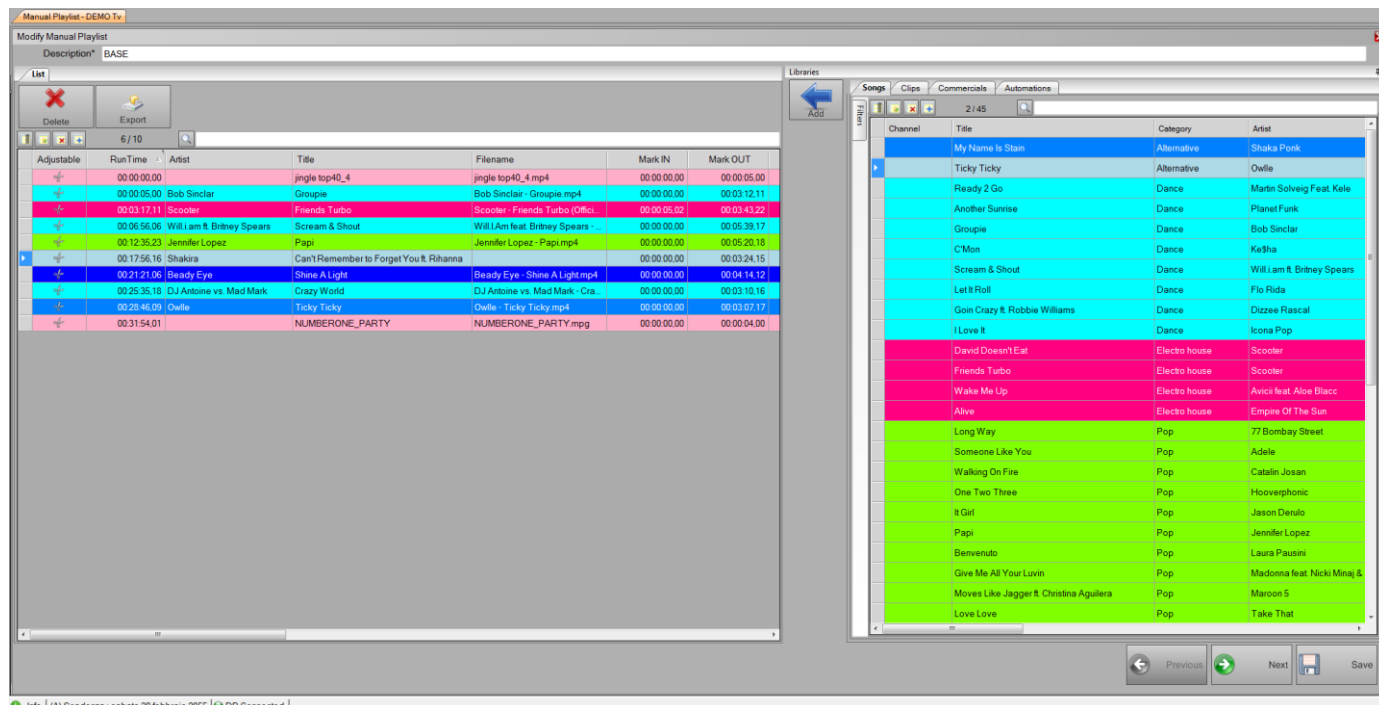 Manual Playlist - DEMO Tv
Modify Manual Playlist
Description* BASE
List
Delete Export
6 / 10
Adjustable RunTime Artist Title Filename Mark IN Mark OUT
00:00:00,00 jingle top40_4 jingle top40_4.mp4 00:00:00,00 00:00:05,00
00:00:05,00 Bob Sinclar Groupie Bob Sinclair - Groupie.mp4 00:00:00,00 00:03:12,11
00:03:17,11 Scooter Friends Turbo Scooter - Friends Turbo (Offici... 00:00:05,02 00:03:43,22
00:06:56,06 Will.i.am ft. Britney Spears Scream & Shout Will.I.Am feat. Britney Spears - ... 00:00:00,00 00:05:39,17
00:12:35,23 Jennifer Lopez Papi Jennifer Lopez - Papi.mp4 00:00:00,00 00:05:20,18
00:17:56,16 Shakira Can't Remember to Forget You ft. Rihanna 00:00:00,00 00:03:24,15
00:21:21,06 Beady Eye Shine A Light Beady Eye - Shine A Light.mp4 00:00:00,00 00:04:14,12
00:25:35,18 DJ Antoine vs. Mad Mark Crazy World DJ Antoine vs. Mad Mark - Cra... 00:00:00,00 00:03:10,16
00:28:46,09 Owlle Ticky Ticky Owlle - Ticky Ticky.mp4 00:00:00,00 00:03:07,17
00:31:54,01 NUMBERONE_PARTY NUMBERONE_PARTY.mpg 00:00:00,00 00:00:04,00
Libraries
Add
Songs Clips Commercials Automations
Filters
2 / 45
Channel Title Category Artist
My Name Is Stain Alternative Shaka Ponk
Ticky Ticky Alternative Owlle
Ready 2 Go Dance Martin Solveig Feat. Kele
Another Sunrise Dance Planet Funk
Groupie Dance Bob Sinclar
C'Mon Dance Ke$ha
Scream & Shout Dance Will.i.am ft. Britney Spears
Let It Roll Dance Flo Rida
Goin Crazy ft. Robbie Williams Dance Dizzee Rascal
I Love It Dance Icona Pop
David Doesn't Eat Electro house Scooter
Friends Turbo Electro house Scooter
Wake Me Up Electro house Avicii feat. Aloe Blacc
Alive Electro house Empire Of The Sun
Long Way Pop 77 Bombay Street
Someone Like You Pop Adele
Walking On Fire Pop Catalin Josan
One Two Three Pop Hooverphonic
It Girl Pop Jason Derulo
Papi Pop Jennifer Lopez
Benvenuto Pop Laura Pausini
Give Me All Your Luvin Pop Madonna feat. Nicki Minaj &
Moves Like Jagger ft. Christina Aguilera Pop Maroon 5
Love Love Pop Take That
Previous Next Save